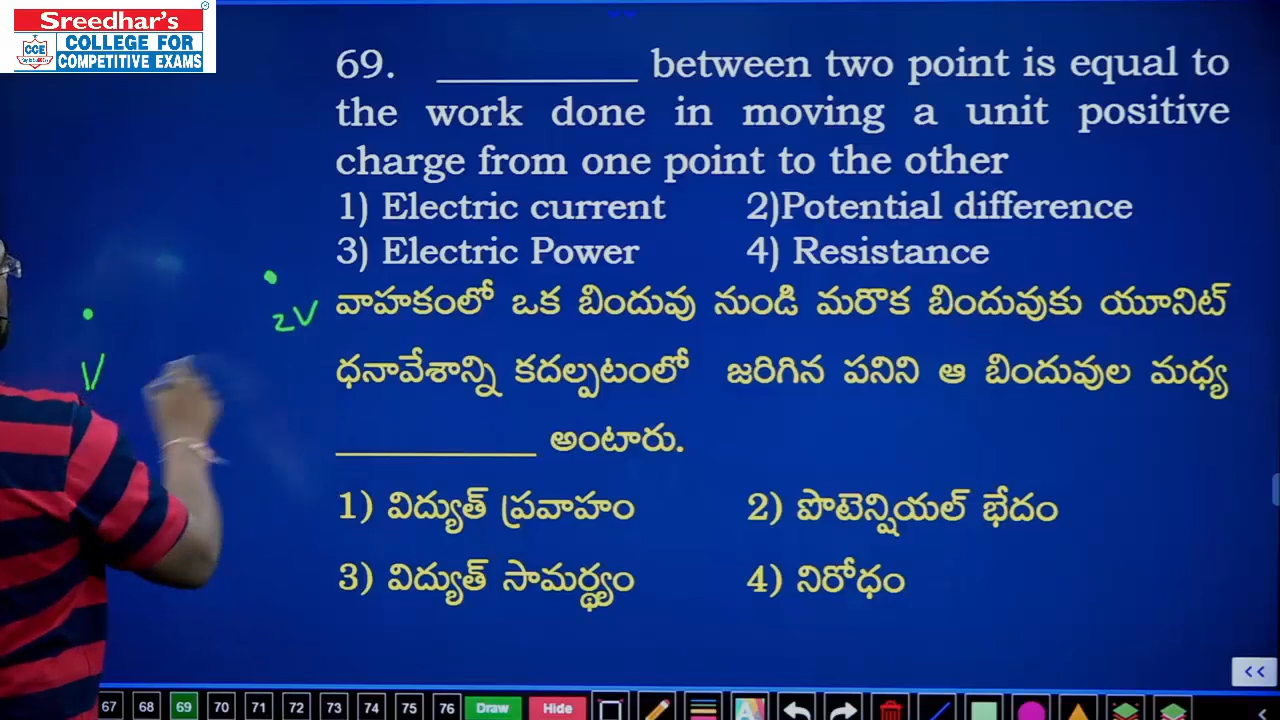 Sreedhar's
CCE
COLLEGE FOR
COMPETITIVE EXAMS
69. __________ between two point is equal to
the work done in moving a unit positive
charge from one point to the other
1) Electric current 2)Potential difference
3) Electric Power 4) Resistance
వాహకంలో ఒక బిందువు నుండి మరొక బిందువుకు యూనిట్
ధనావేశాన్ని కదల్పటంలో జరిగిన పనిని ఆ బిందువుల మధ్య
__________ అంటారు.
1) విద్యుత్ ప్రవాహం 2) పొటెన్షియల్ భేదం
3) విద్యుత్ సామర్థ్యం 4) నిరోధం
2V
V
67 68 69 70 71 72 73 74 75 76 Draw Hide